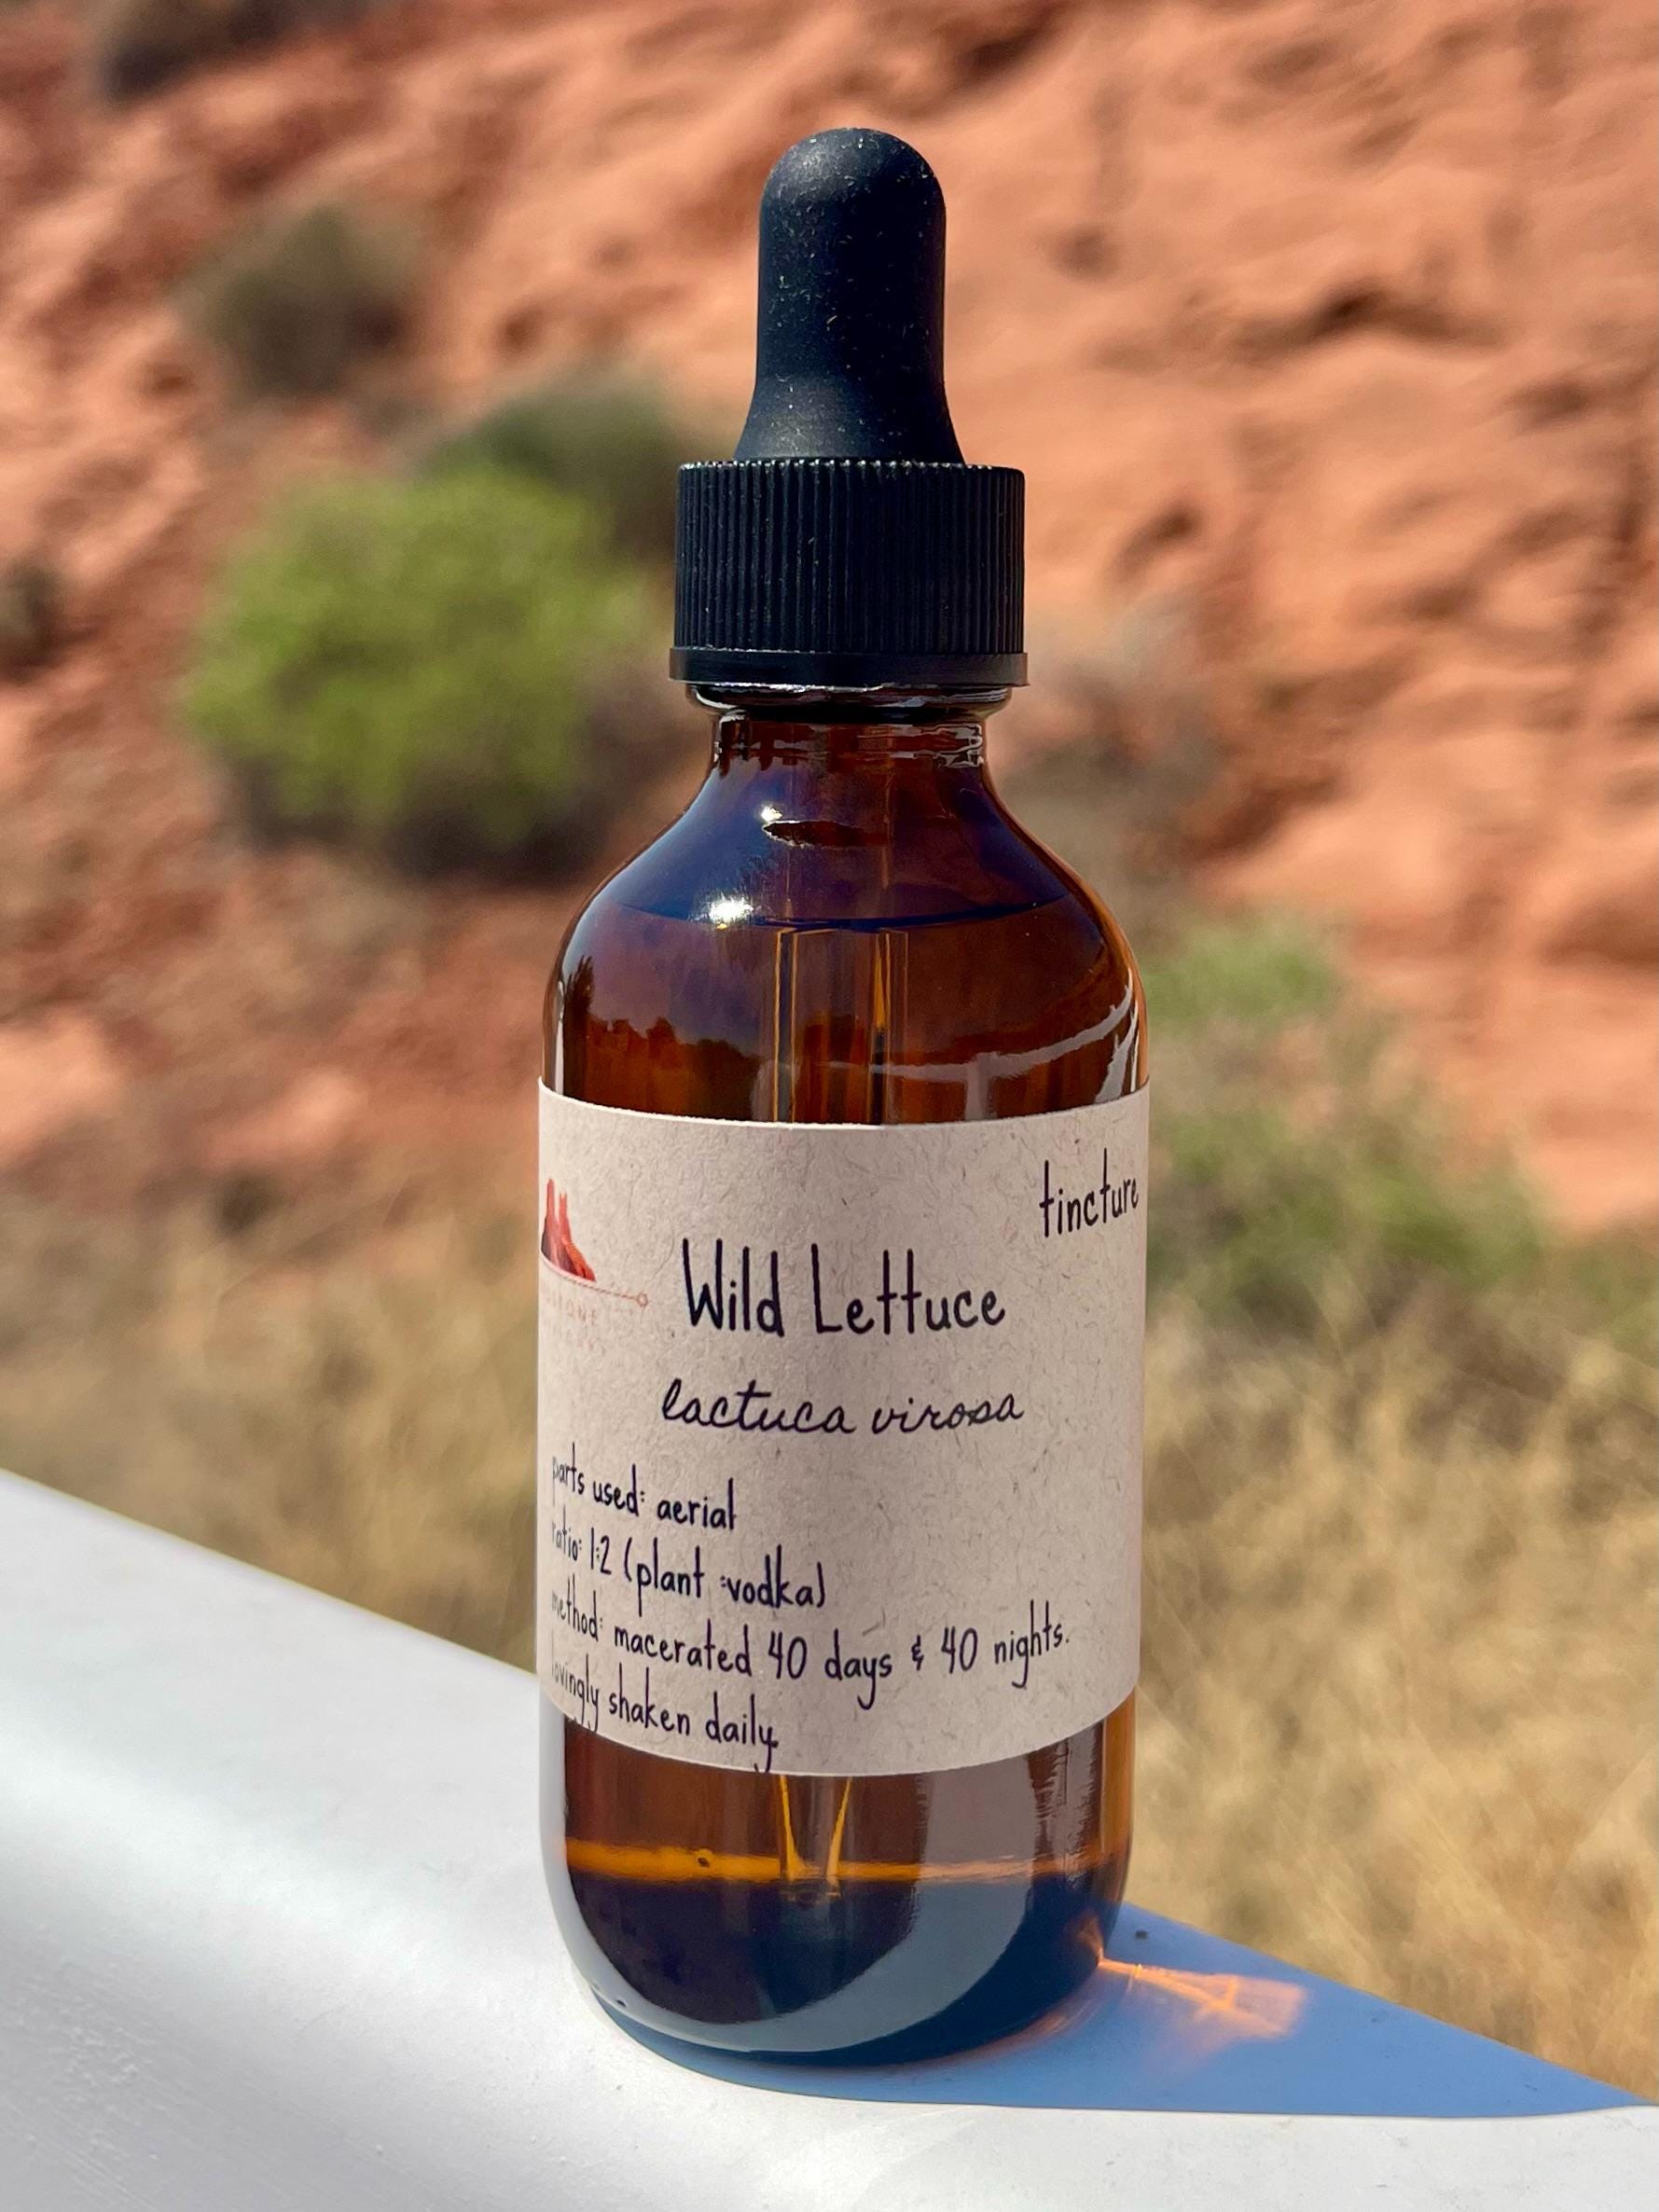 tincture
Wild Lettuce
lactuca virosa
parts used: aerial
ratio: 1:2 (plant :vodka)
method: macerated 40 days & 40 nights.
lovingly shaken daily.